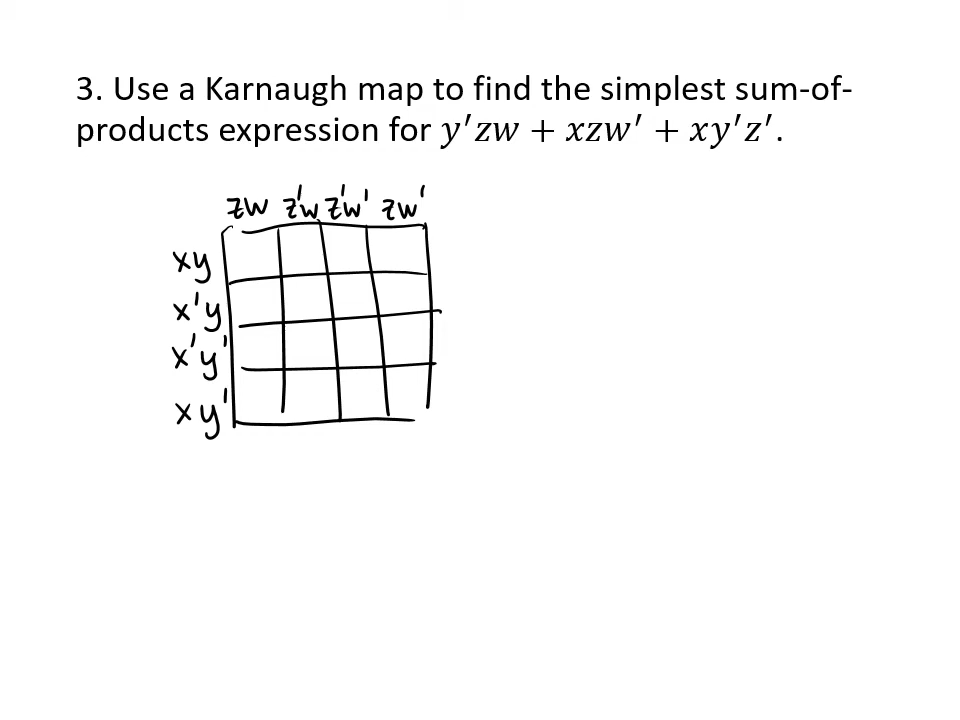 3. Use a Karnaugh map to find the simplest sum-of-
products expression for y′zw + xzw′ + xy′z′.
zw z'w z'w' zw'
xy
x'y
x'y'
xy'